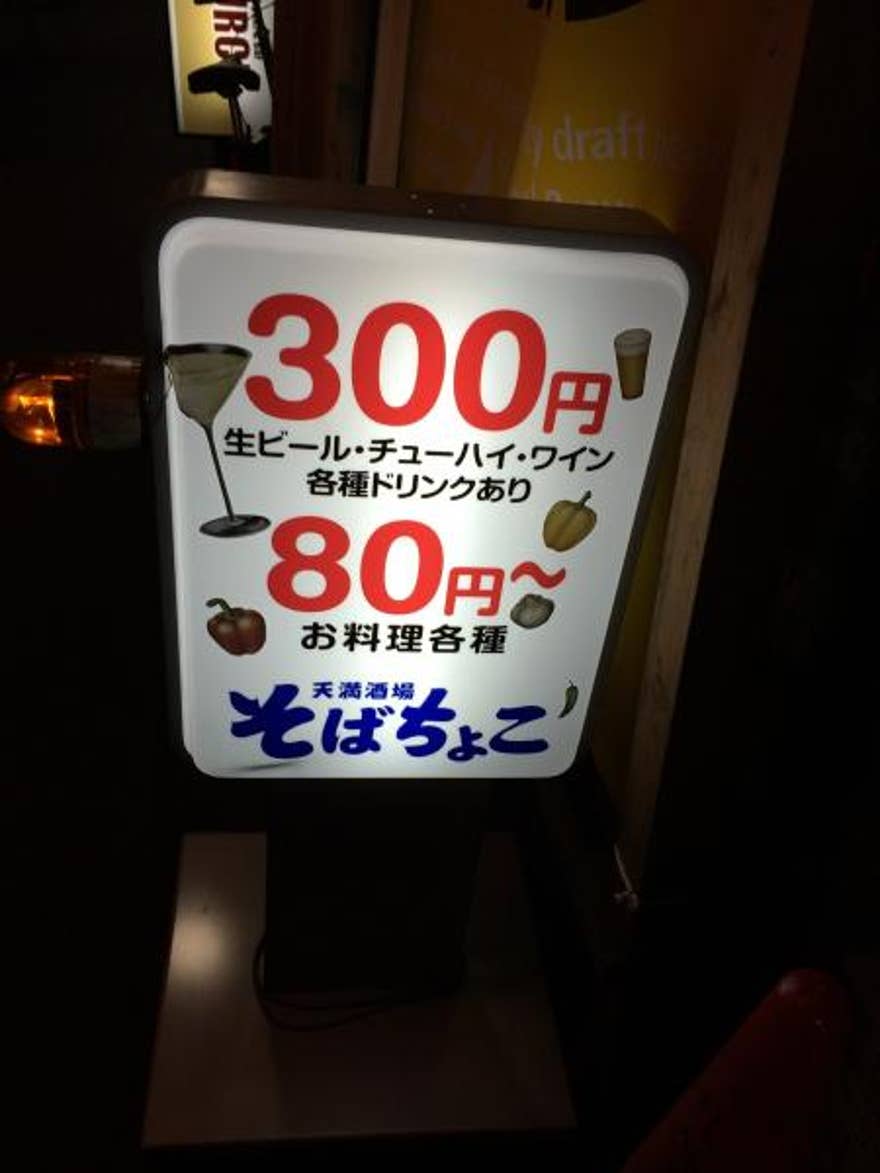 draft
300円
生ビール・チューハイ・ワイン
各種ドリンクあり
80円~
お料理各種
天満酒場
そばちょこ